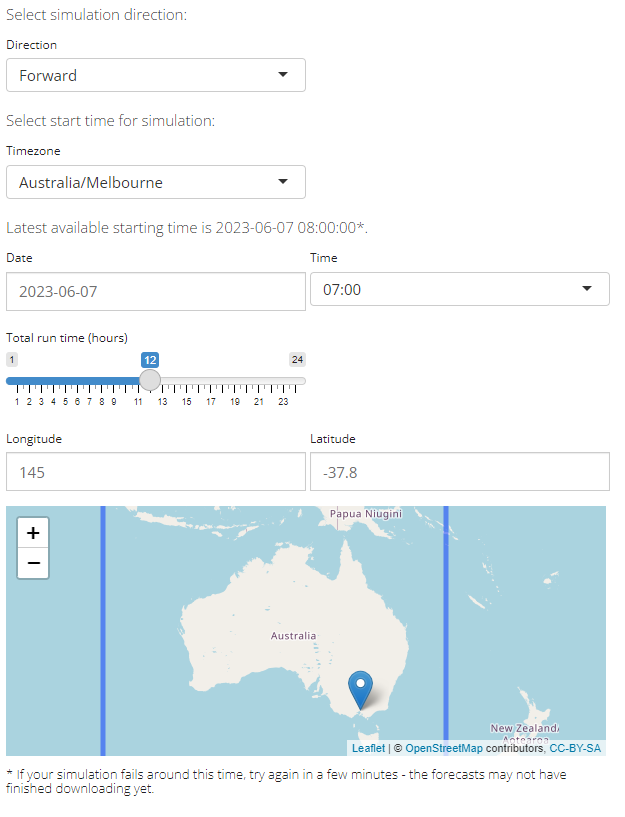 Select simulation direction:
Direction
Forward
Select start time for simulation:
Timezone
Australia/Melbourne
Latest available starting time is 2023-06-07 08:00:00*.
Date Time
2023-06-07 07:00
Total run time (hours)
1 12 24
1 2 3 4 5 6 7 8 9 11 13 15 17 19 21 23
Longitude Latitude
145 -37.8
Papua Niugini
+
−
Australia
New Zealand/
Aotearoa
Leaflet | © OpenStreetMap contributors, CC-BY-SA
* If your simulation fails around this time, try again in a few minutes - the forecasts may not have
finished downloading yet.